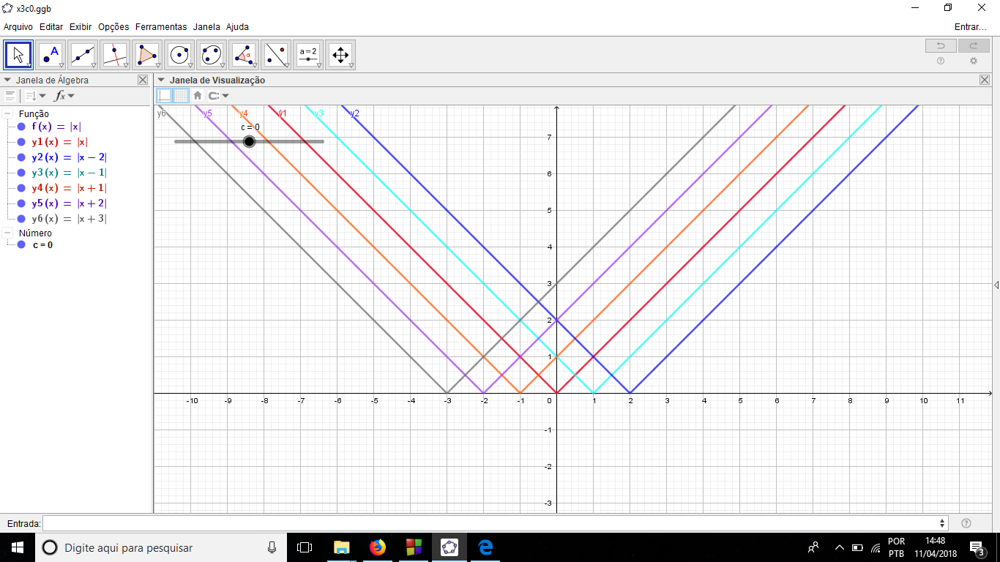 x3c0.ggb
Arquivo Editar Exibir Opções Ferramentas Janela Ajuda Entrar...
A α a = 2
Janela de Álgebra
Janela de Visualização
fx
Função
f(x) = |x|
y1(x) = |x|
y2(x) = |x − 2|
y3(x) = |x − 1|
y4(x) = |x + 1|
y5(x) = |x + 2|
y6(x) = |x + 3|
Número
c = 0
y6 y5 y4 y1 y3 y2
c = 0
7
6
5
4
3
2
1
-10 -9 -8 -7 -6 -5 -4 -3 -2 -1 0 1 2 3 4 5 6 7 8 9 10 11
-1
-2
-3
Entrada:
Digite aqui para pesquisar
POR
PTB
14:48
11/04/2018
3